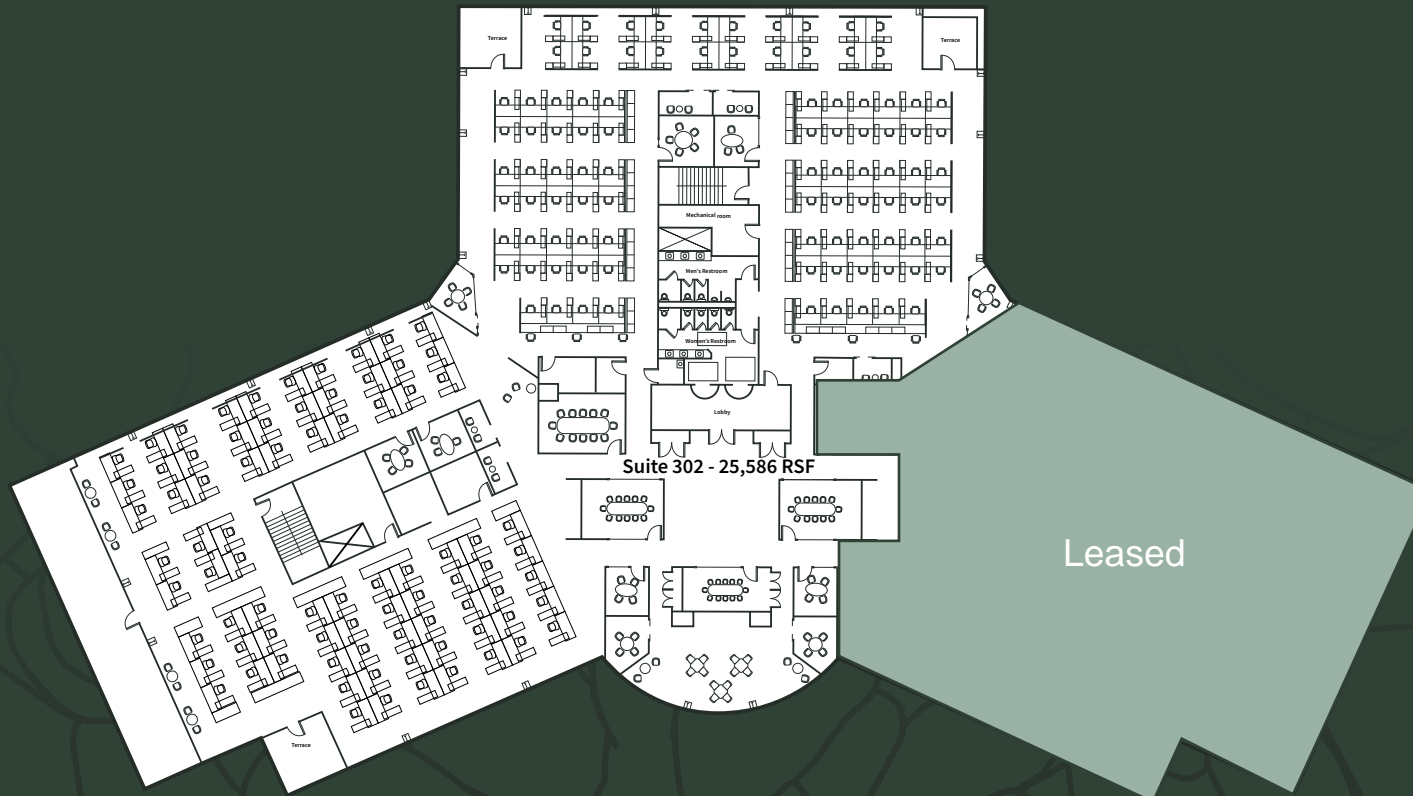 Terrace
Terrace
Mechanical room
Men's Restroom
Women's Restroom
Lobby
Suite 302 - 25,586 RSF
Leased
Terrace